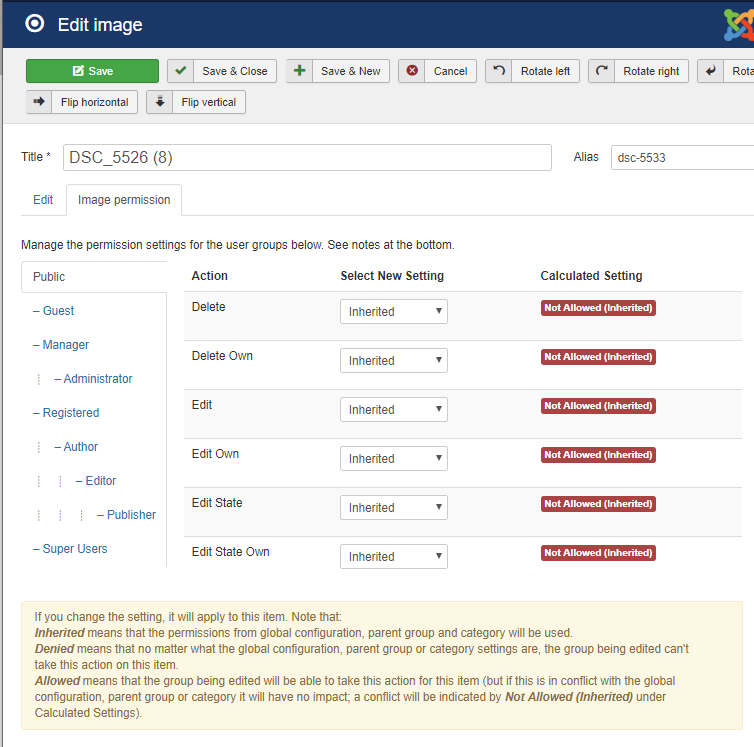 Edit image
Save
Save & Close
Save & New
Cancel
Rotate left
Rotate right
Rota
Flip horizontal
Flip vertical
Title *
DSC_5526 (8)
Alias
dsc-5533
Edit
Image permission
Manage the permission settings for the user groups below. See notes at the bottom.
Public
– Guest
– Manager
– Administrator
– Registered
– Author
– Editor
– Publisher
– Super Users
Action Select New Setting Calculated Setting
Delete Inherited Not Allowed (Inherited)
Delete Own Inherited Not Allowed (Inherited)
Edit Inherited Not Allowed (Inherited)
Edit Own Inherited Not Allowed (Inherited)
Edit State Inherited Not Allowed (Inherited)
Edit State Own Inherited Not Allowed (Inherited)
If you change the setting, it will apply to this item. Note that:
Inherited means that the permissions from global configuration, parent group and category will be used.
Denied means that no matter what the global configuration, parent group or category settings are, the group being edited can't
take this action on this item.
Allowed means that the group being edited will be able to take this action for this item (but if this is in conflict with the global
configuration, parent group or category it will have no impact; a conflict will be indicated by Not Allowed (Inherited) under
Calculated Settings).